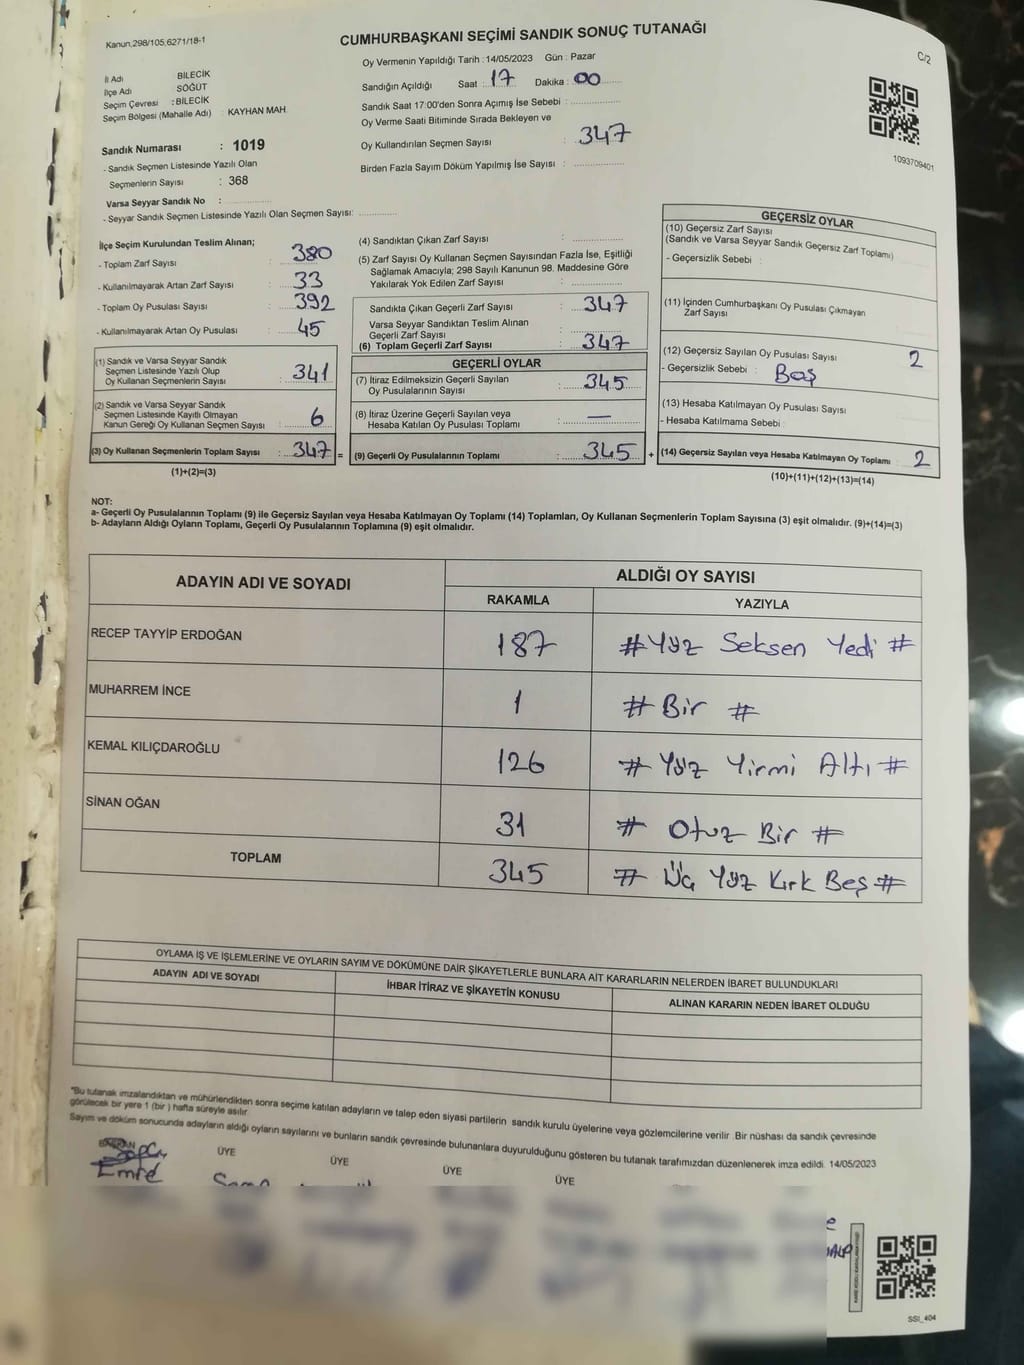 Kanun,298/105;6271/18-1
CUMHURBAŞKANI SEÇİMİ SANDIK SONUÇ TUTANAĞI
C/2
Oy Vermenin Yapıldığı Tarih :14/05/2023 Gün : Pazar
İl Adı BİLECİK
İlçe Adı SÖĞÜT
Seçim Çevresi : BİLECİK
Seçim Bölgesi (Mahalle Adı) : KAYHAN MAH.
Sandığın Açıldığı Saat : 17 Dakika : 00
Sandık Saat 17:00'den Sonra Açımış İse Sebebi :
Oy Verme Saati Bitiminde Sırada Bekleyen ve
Oy Kullandırılan Seçmen Sayısı : 347
Birden Fazla Sayım Döküm Yapılmış İse Sayısı :
1093709401
Sandık Numarası : 1019
- Sandık Seçmen Listesinde Yazılı Olan
Seçmenlerin Sayısı : 368
Varsa Seyyar Sandık No :
- Seyyar Sandık Seçmen Listesinde Yazılı Olan Seçmen Sayısı:
İlçe Seçim Kurulundan Teslim Alınan;
- Toplam Zarf Sayısı : 380
- Kullanılmayarak Artan Zarf Sayısı : 33
- Toplam Oy Pusulası Sayısı : 392
- Kullanılmayarak Artan Oy Pusulası : 45
(1) Sandık ve Varsa Seyyar Sandık
Seçmen Listesinde Yazılı Olup
Oy Kullanan Seçmenlerin Sayısı : 341
(2) Sandık ve Varsa Seyyar Sandık
Seçmen Listesinde Kayıtlı Olmayan
Kanun Gereği Oy Kullanan Seçmen Sayısı : 6
(3) Oy Kullanan Seçmenlerin Toplam Sayısı : 347 =
(1)+(2)=(3)
(4) Sandıktan Çıkan Zarf Sayısı :
(5) Zarf Sayısı Oy Kullanan Seçmen Sayısından Fazla İse, Eşitliği
Sağlamak Amacıyla; 298 Sayılı Kanunun 98. Maddesine Göre
Yakılarak Yok Edilen Zarf Sayısı :
Sandıkta Çıkan Geçerli Zarf Sayısı : 347
Varsa Seyyar Sandıktan Teslim Alınan
Geçerli Zarf Sayısı :
(6) Toplam Geçerli Zarf Sayısı : 347
GEÇERLİ OYLAR
(7) İtiraz Edilmeksizin Geçerli Sayılan
Oy Pusulalarının Sayısı : 345
(8) İtiraz Üzerine Geçerli Sayılan veya
Hesaba Katılan Oy Pusulası Toplamı : —
(9) Geçerli Oy Pusulalarının Toplamı : 345 +
GEÇERSİZ OYLAR
(10) Geçersiz Zarf Sayısı
(Sandık ve Varsa Seyyar Sandık Geçersiz Zarf Toplamı)
- Geçersizlik Sebebi :
(11) İçinden Cumhurbaşkanı Oy Pusulası Çıkmayan
Zarf Sayısı
(12) Geçersiz Sayılan Oy Pusulası Sayısı 2
- Geçersizlik Sebebi : Boş
(13) Hesaba Katılmayan Oy Pusulası Sayısı
- Hesaba Katılmama Sebebi :
(14) Geçersiz Sayılan veya Hesaba Katılmayan Oy Toplamı : 2
(10)+(11)+(12)+(13)=(14)
NOT:
a- Geçerli Oy Pusulalarının Toplamı (9) ile Geçersiz Sayılan veya Hesaba Katılmayan Oy Toplamı (14) Toplamları, Oy Kullanan Seçmenlerin Toplam Sayısına (3) eşit olmalıdır. (9)+(14)=(3)
b- Adayların Aldığı Oyların Toplamı, Geçerli Oy Pusulalarının Toplamına (9) eşit olmalıdır.
ADAYIN ADI VE SOYADI
ALDIĞI OY SAYISI
RAKAMLA YAZIYLA
RECEP TAYYİP ERDOĞAN 187 # Yüz Seksen Yedi #
MUHARREM İNCE 1 # Bir #
KEMAL KILIÇDAROĞLU 126 # Yüz Yirmi Altı #
SİNAN OĞAN 31 # Otuz Bir #
TOPLAM 345 # Üç Yüz Kırk Beş #
OYLAMA İŞ VE İŞLEMLERİNE VE OYLARIN SAYIM VE DÖKÜMÜNE DAİR ŞİKAYETLERLE BUNLARA AİT KARARLARIN NELERDEN İBARET BULUNDUKLARI
ADAYIN ADI VE SOYADI İHBAR İTİRAZ VE ŞİKAYETİN KONUSU ALINAN KARARIN NEDEN İBARET OLDUĞU
*Bu tutanak imzalandıktan ve mühürlendikten sonra seçime katılan adayların ve talep eden siyasi partilerin sandık kurulu üyelerine veya gözlemcilerine verilir .Bir nüshası da sandık çevresinde
görülecek bir yere 1 (bir ) hafta süreyle asılır.
Sayım ve döküm sonucunda adayların aldığı oyların sayılarını ve bunların sandık çevresinde bulunanlara duyurulduğunu gösteren bu tutanak tarafımızdan düzenlenerek imza edildi. 14/05/2023
BAŞKAN ÜYE ÜYE ÜYE ÜYE
Emre
SSI_404